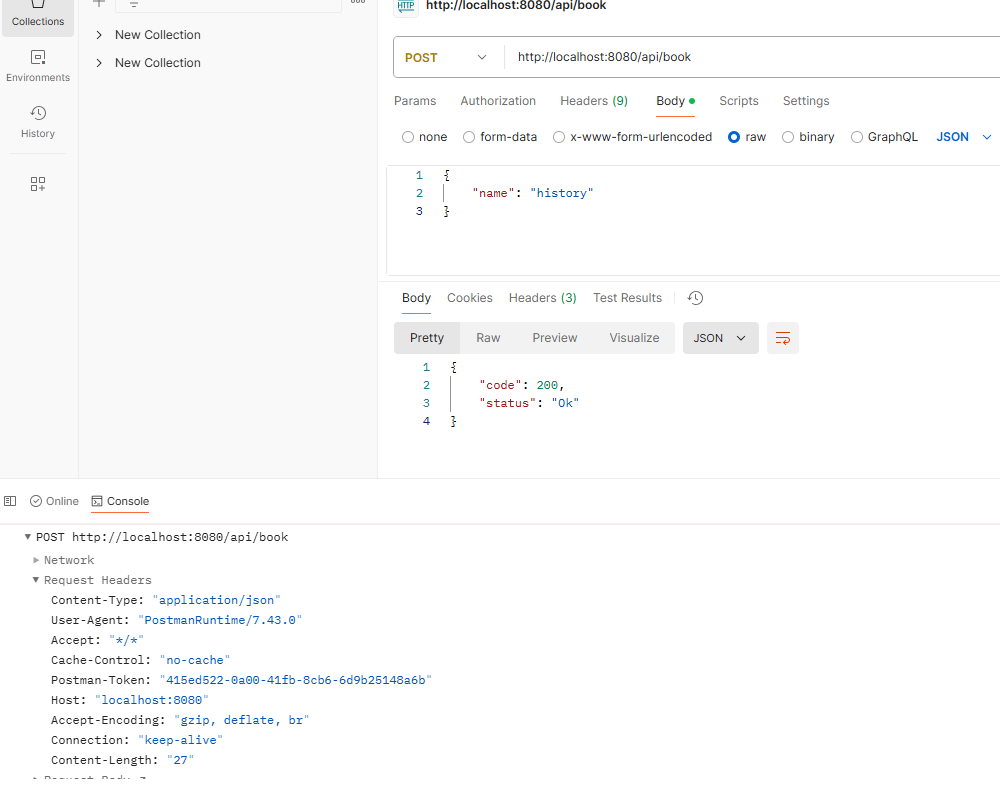 HTTP http://localhost:8080/api/book
Collections
New Collection
New Collection
Environments
History
POST http://localhost:8080/api/book
Params Authorization Headers (9) Body Scripts Settings
none form-data x-www-form-urlencoded raw binary GraphQL JSON
1 {
2 "name": "history"
3 }
Body Cookies Headers (3) Test Results
Pretty Raw Preview Visualize JSON
1 {
2 "code": 200,
3 "status": "Ok"
4 }
Online Console
POST http://localhost:8080/api/book
Network
Request Headers
Content-Type: "application/json"
User-Agent: "PostmanRuntime/7.43.0"
Accept: "*/*"
Cache-Control: "no-cache"
Postman-Token: "415ed522-0a00-41fb-8cb6-6d9b25148a6b"
Host: "localhost:8080"
Accept-Encoding: "gzip, deflate, br"
Connection: "keep-alive"
Content-Length: "27"